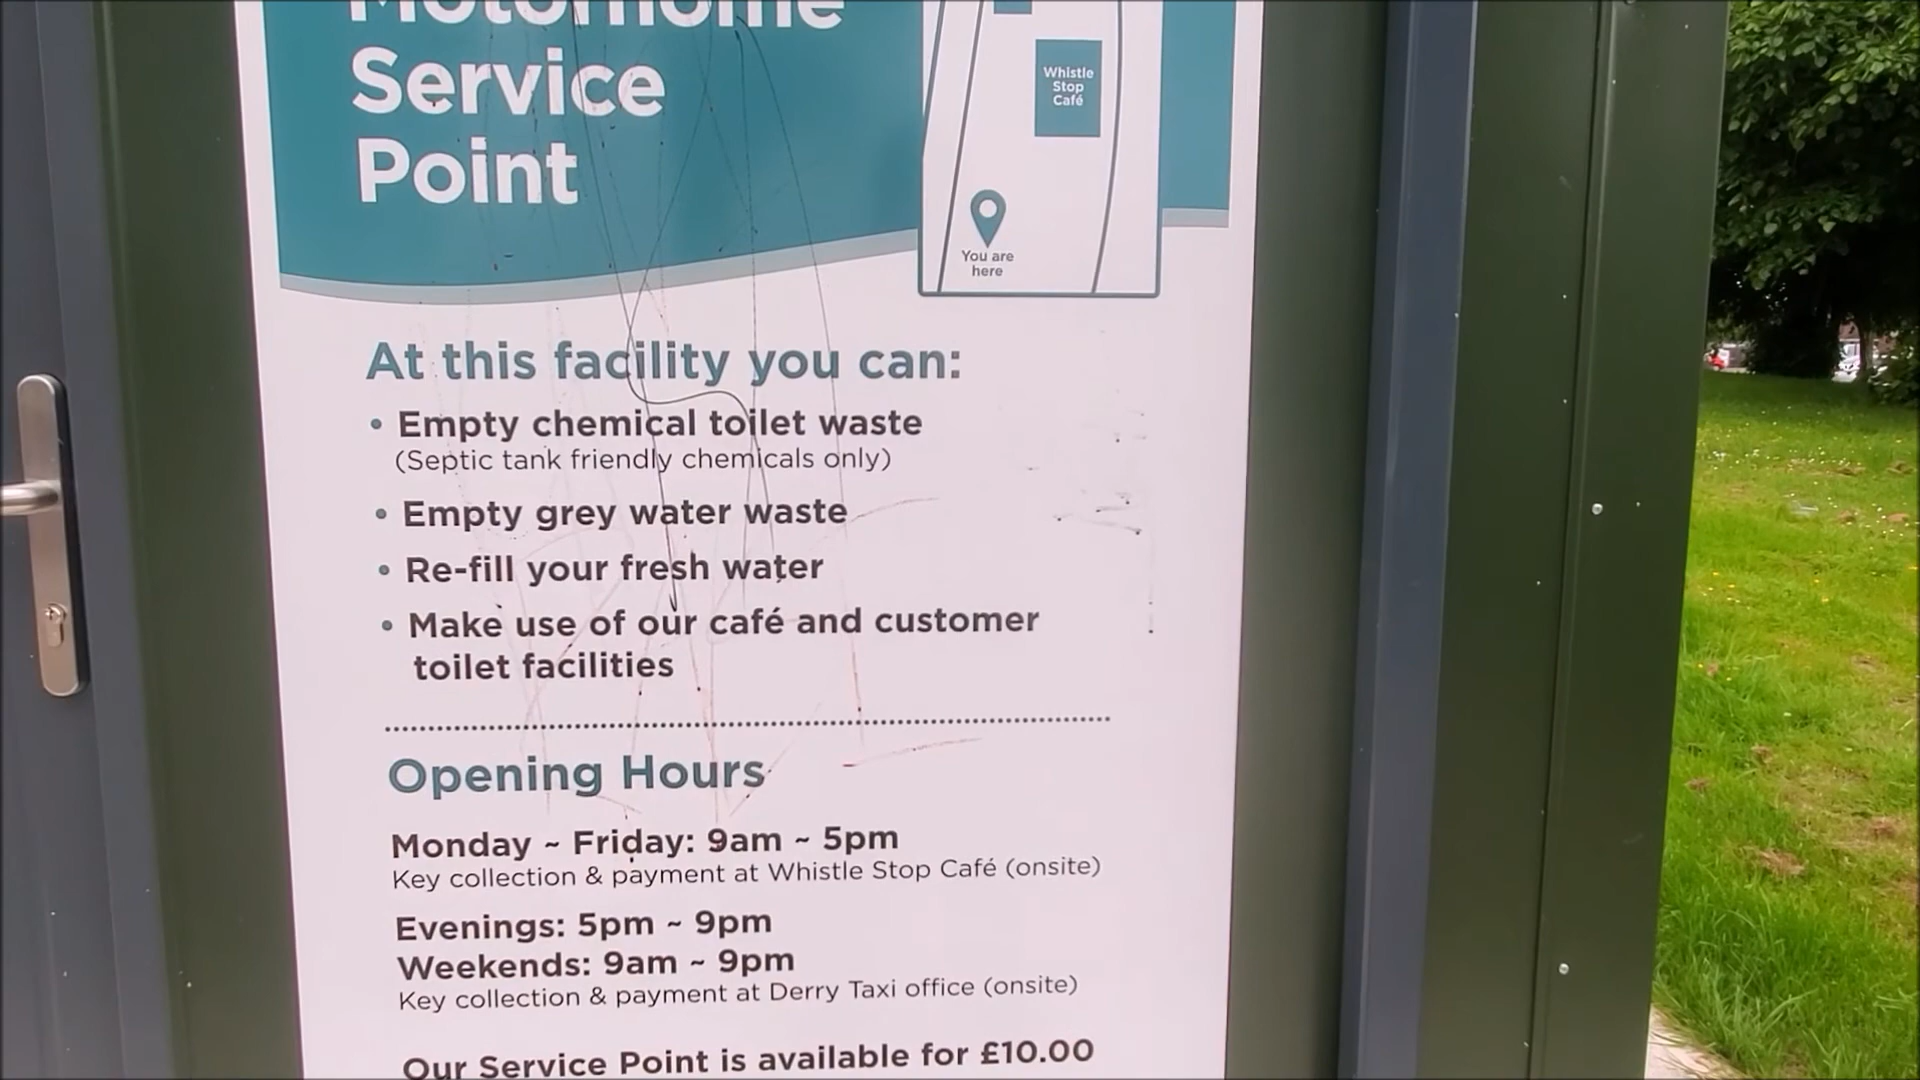 Motorhome
Service
Point
Whistle
Stop
Café
You are
here
At this facility you can:
• Empty chemical toilet waste
(Septic tank friendly chemicals only)
• Empty grey water waste
• Re-fill your fresh water
• Make use of our café and customer
toilet facilities
Opening Hours
Monday ~ Friday: 9am ~ 5pm
Key collection & payment at Whistle Stop Café (onsite)
Evenings: 5pm ~ 9pm
Weekends: 9am ~ 9pm
Key collection & payment at Derry Taxi office (onsite)
Our Service Point is available for £10.00